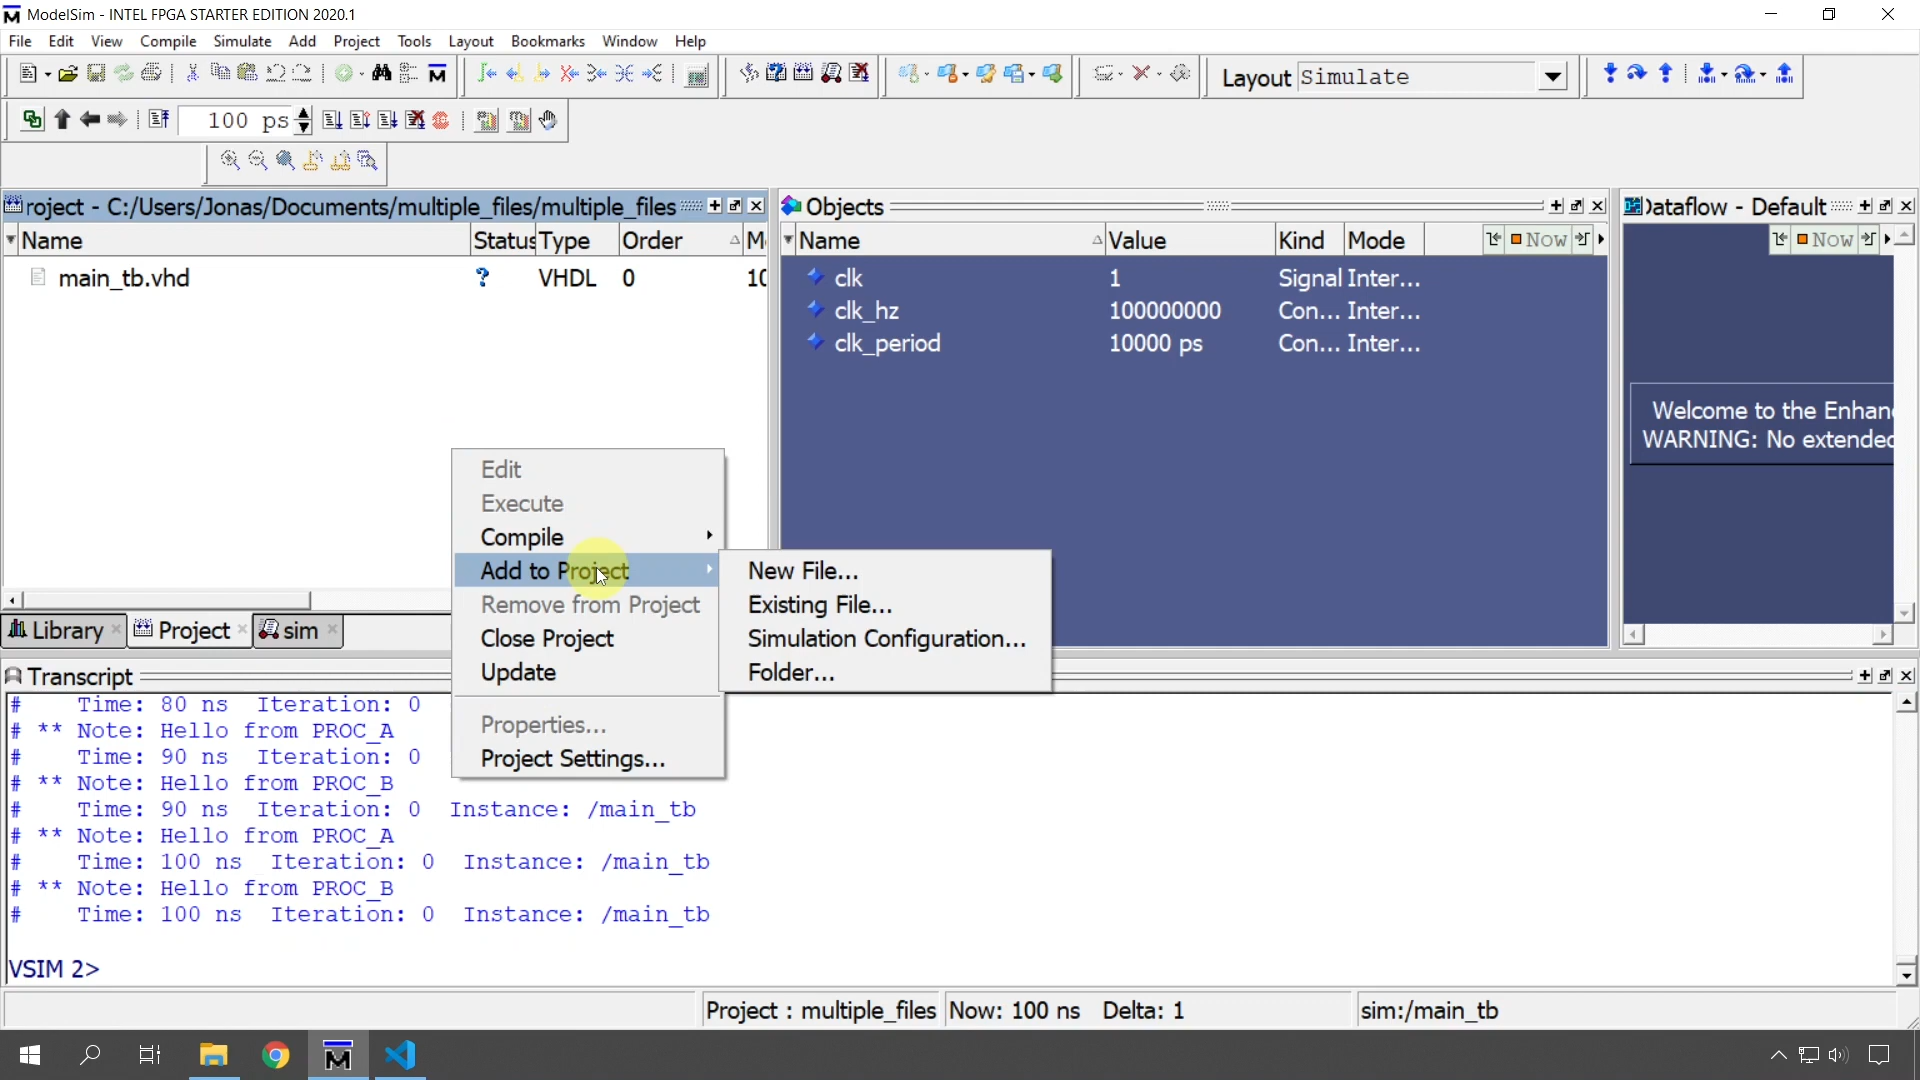 ModelSim - INTEL FPGA STARTER EDITION 2020.1
File Edit View Compile Simulate Add Project Tools Layout Bookmarks Window Help
Layout Simulate
100 ps
roject - C:/Users/Jonas/Documents/multiple_files/multiple_files
Name Status Type Order M
main_tb.vhd ? VHDL 0 10
Objects
Name Value Kind Mode Now
clk 1 Signal Inter...
clk_hz 100000000 Con... Inter...
clk_period 10000 ps Con... Inter...
Dataflow - Default
Now
Welcome to the Enhan
WARNING: No extended
Edit
Execute
Compile
Add to Project
Remove from Project
Close Project
Update
Properties...
Project Settings...
New File...
Existing File...
Simulation Configuration...
Folder...
Library Project sim
Transcript
# Time: 80 ns Iteration: 0
# ** Note: Hello from PROC_A
# Time: 90 ns Iteration: 0
# ** Note: Hello from PROC_B
# Time: 90 ns Iteration: 0 Instance: /main_tb
# ** Note: Hello from PROC_A
# Time: 100 ns Iteration: 0 Instance: /main_tb
# ** Note: Hello from PROC_B
# Time: 100 ns Iteration: 0 Instance: /main_tb
VSIM 2>
Project : multiple_files Now: 100 ns Delta: 1 sim:/main_tb